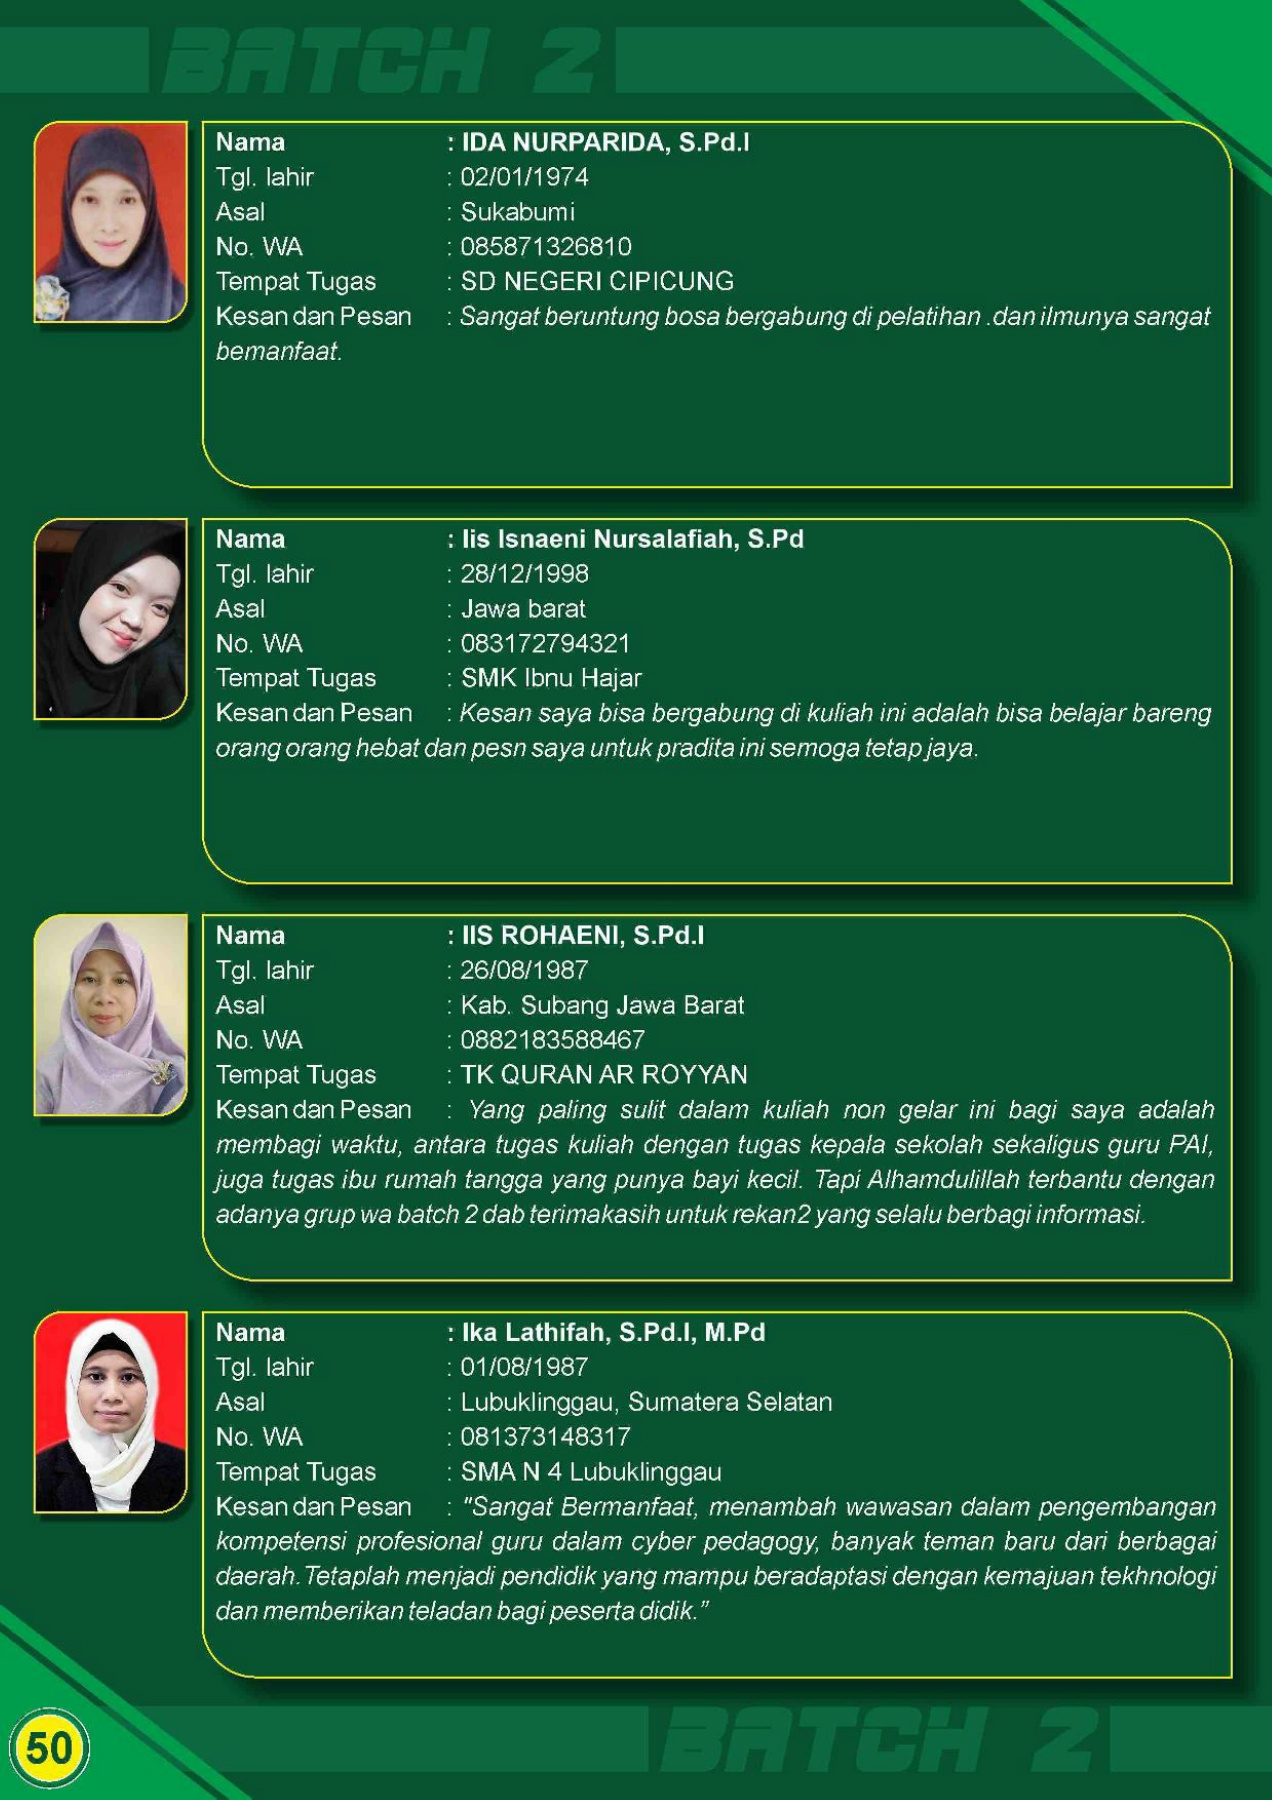 BATCH 2
Nama : IDA NURPARIDA, S.Pd.I
Tgl. lahir : 02/01/1974
Asal : Sukabumi
No. WA : 085871326810
Tempat Tugas : SD NEGERI CIPICUNG
Kesan dan Pesan : Sangat beruntung bosa bergabung di pelatihan .dan ilmunya sangat
bemanfaat.
Nama : Iis Isnaeni Nursalafiah, S.Pd
Tgl. lahir : 28/12/1998
Asal : Jawa barat
No. WA : 083172794321
Tempat Tugas : SMK Ibnu Hajar
Kesan dan Pesan : Kesan saya bisa bergabung di kuliah ini adalah bisa belajar bareng
orang orang hebat dan pesn saya untuk pradita ini semoga tetap jaya.
Nama : IIS ROHAENI, S.Pd.I
Tgl. lahir : 26/08/1987
Asal : Kab. Subang Jawa Barat
No. WA : 0882183588467
Tempat Tugas : TK QURAN AR ROYYAN
Kesan dan Pesan : Yang paling sulit dalam kuliah non gelar ini bagi saya adalah
membagi waktu, antara tugas kuliah dengan tugas kepala sekolah sekaligus guru PAI,
juga tugas ibu rumah tangga yang punya bayi kecil. Tapi Alhamdulillah terbantu dengan
adanya grup wa batch 2 dab terimakasih untuk rekan2 yang selalu berbagi informasi.
Nama : Ika Lathifah, S.Pd.I, M.Pd
Tgl. lahir : 01/08/1987
Asal : Lubuklinggau, Sumatera Selatan
No. WA : 081373148317
Tempat Tugas : SMA N 4 Lubuklinggau
Kesan dan Pesan : "Sangat Bermanfaat, menambah wawasan dalam pengembangan
kompetensi profesional guru dalam cyber pedagogy, banyak teman baru dari berbagai
daerah. Tetaplah menjadi pendidik yang mampu beradaptasi dengan kemajuan tekhnologi
dan memberikan teladan bagi peserta didik."
50
BATCH 2